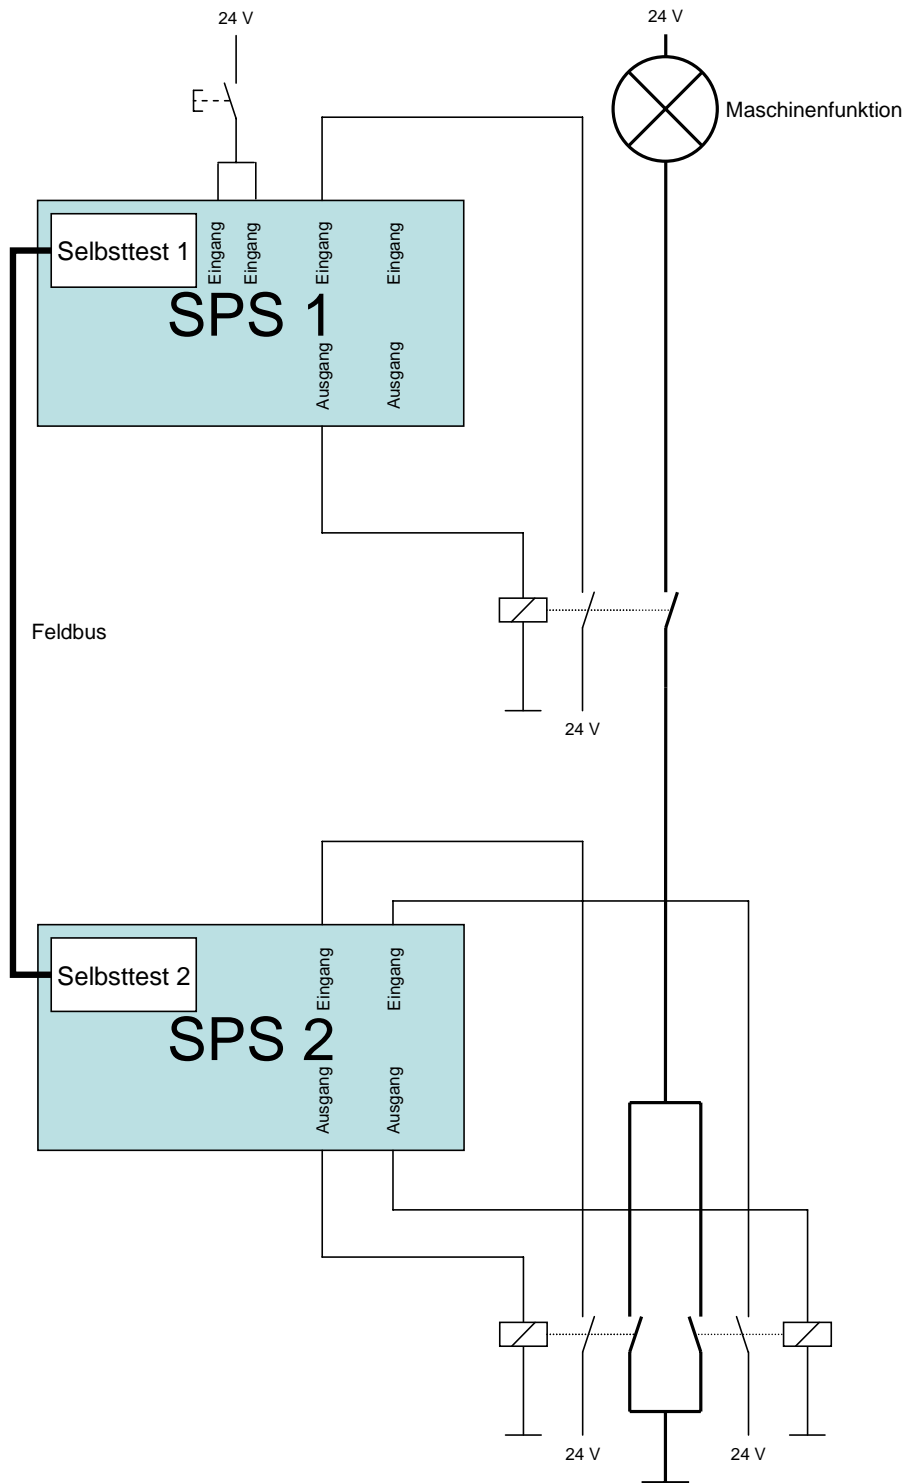 24 V
24 V
Maschinenfunktion
Selbsttest 1
Eingang
Eingang
Eingang
Eingang
SPS 1
Ausgang
Ausgang
Feldbus
24 V
Selbsttest 2
Eingang
Eingang
SPS 2
Ausgang
Ausgang
24 V
24 V